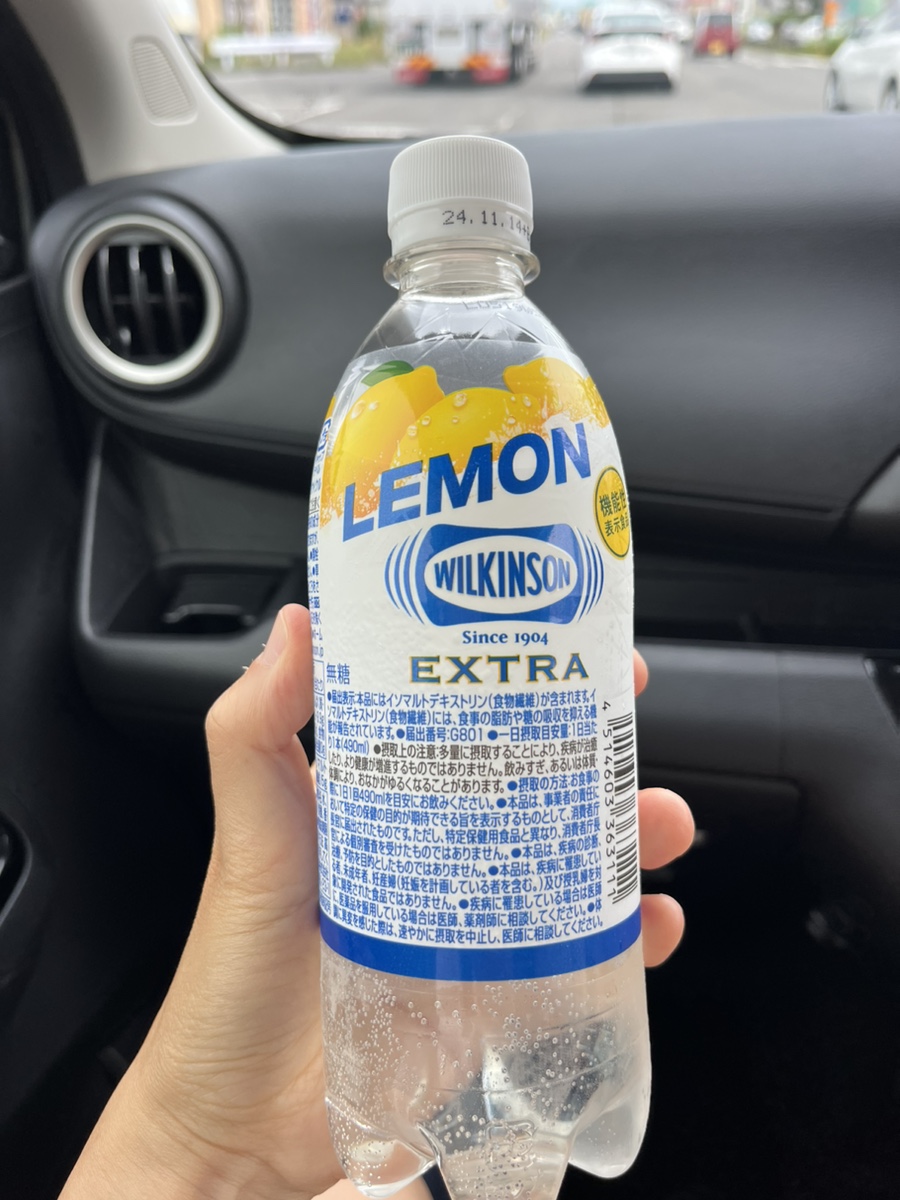 24.11.14
LEMON
機能性
表示食品
WILKINSON
Since 1904
EXTRA
無糖
●届出表示:本品にはイソマルトデキストリン(食物繊維)が含まれます。イ
ソマルトデキストリン(食物繊維)には、食事の脂肪や糖の吸収を抑える機
能が報告されています。●届出番号:G801 ●一日摂取目安量:1日当た
り1本(490ml) ●摂取上の注意:多量に摂取することにより、疾病が治癒
したり、より健康が増進するものではありません。飲みすぎ、あるいは体質・
体調により、おなかがゆるくなることがあります。●摂取の方法:お食事の
際に1日1回490mlを目安にお飲みください。●本品は、事業者の責任に
おいて特定の保健の目的が期待できる旨を表示するものとして、消費者庁
長官に届出されたものです。ただし、特定保健用食品と異なり、消費者庁長
官による個別審査を受けたものではありません。●本品は、疾病の診断、
治療、予防を目的としたものではありません。●本品は、疾病に罹患してい
る者、未成年者、妊産婦(妊娠を計画している者を含む。)及び授乳婦を対
象に開発された食品ではありません。●疾病に罹患している場合は医師
に、医薬品を服用している場合は医師、薬剤師に相談してください。●体
調に異変を感じた際は、速やかに摂取を中止し、医師に相談してください。
4 514603 363111